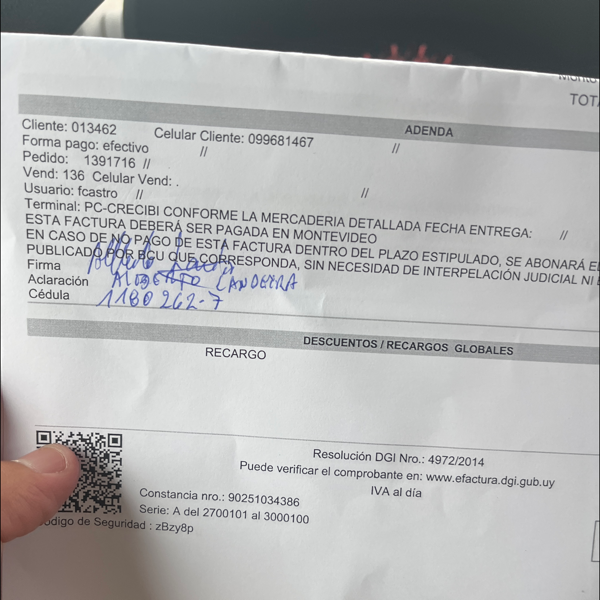 TOTA
ADENDA
Cliente: 013462 Celular Cliente: 099681467
Forma pago: efectivo // //
Pedido: 1391716 //
Vend: 136 Celular Vend: .
Usuario: fcastro // //
Terminal: PC-CRECIBI CONFORME LA MERCADERIA DETALLADA FECHA ENTREGA: //
ESTA FACTURA DEBERÁ SER PAGADA EN MONTEVIDEO
EN CASO DE NO PAGO DE ESTA FACTURA DENTRO DEL PLAZO ESTIPULADO, SE ABONARÁ EL
PUBLICADO POR BCU QUE CORRESPONDA, SIN NECESIDAD DE INTERPELACIÓN JUDICIAL NI
Firma
Aclaración
Cédula 1180262-7
DESCUENTOS / RECARGOS GLOBALES
RECARGO
Resolución DGI Nro.: 4972/2014
Puede verificar el comprobante en: www.efactura.dgi.gub.uy
IVA al día
Constancia nro.: 90251034386
Serie: A del 2700101 al 3000100
digo de Seguridad : zBzy8p